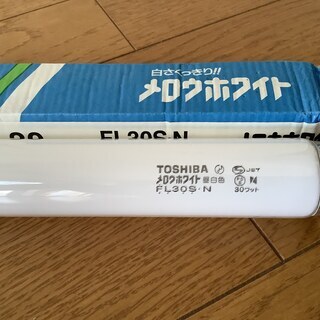 白さくっきり!!
メロウホワイト
FL30S·N
TOSHIBA
JET
メロウホワイト 昼白色 N
FL30S·N 30ワット